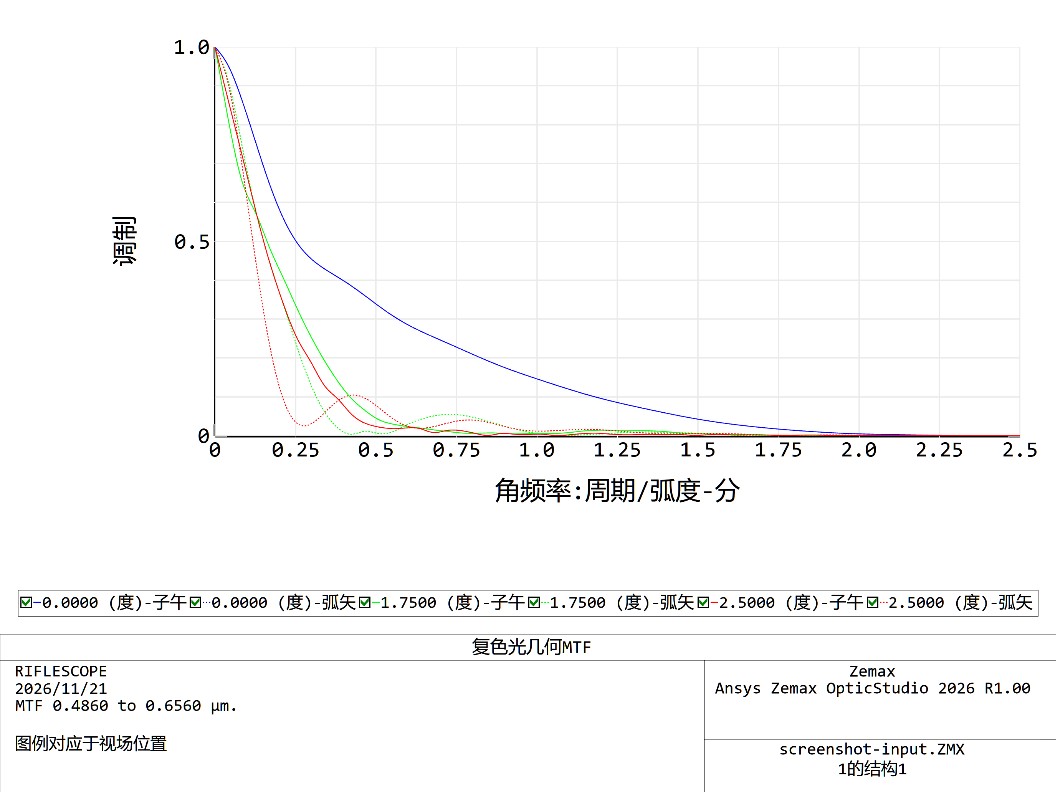 1.0
0.5
0
调制
0 0.25 0.5 0.75 1.0 1.25 1.5 1.75 2.0 2.25 2.5
角频率:周期/弧度-分
0.0000 (度)-子午 0.0000 (度)-弧矢 1.7500 (度)-子午 1.7500 (度)-弧矢 2.5000 (度)-子午 2.5000 (度)-弧矢
复色光几何MTF
RIFLESCOPE
2026/11/21
MTF 0.4860 to 0.6560 µm.
图例对应于视场位置
Zemax
Ansys Zemax OpticStudio 2026 R1.00
screenshot-input.ZMX
1的结构1